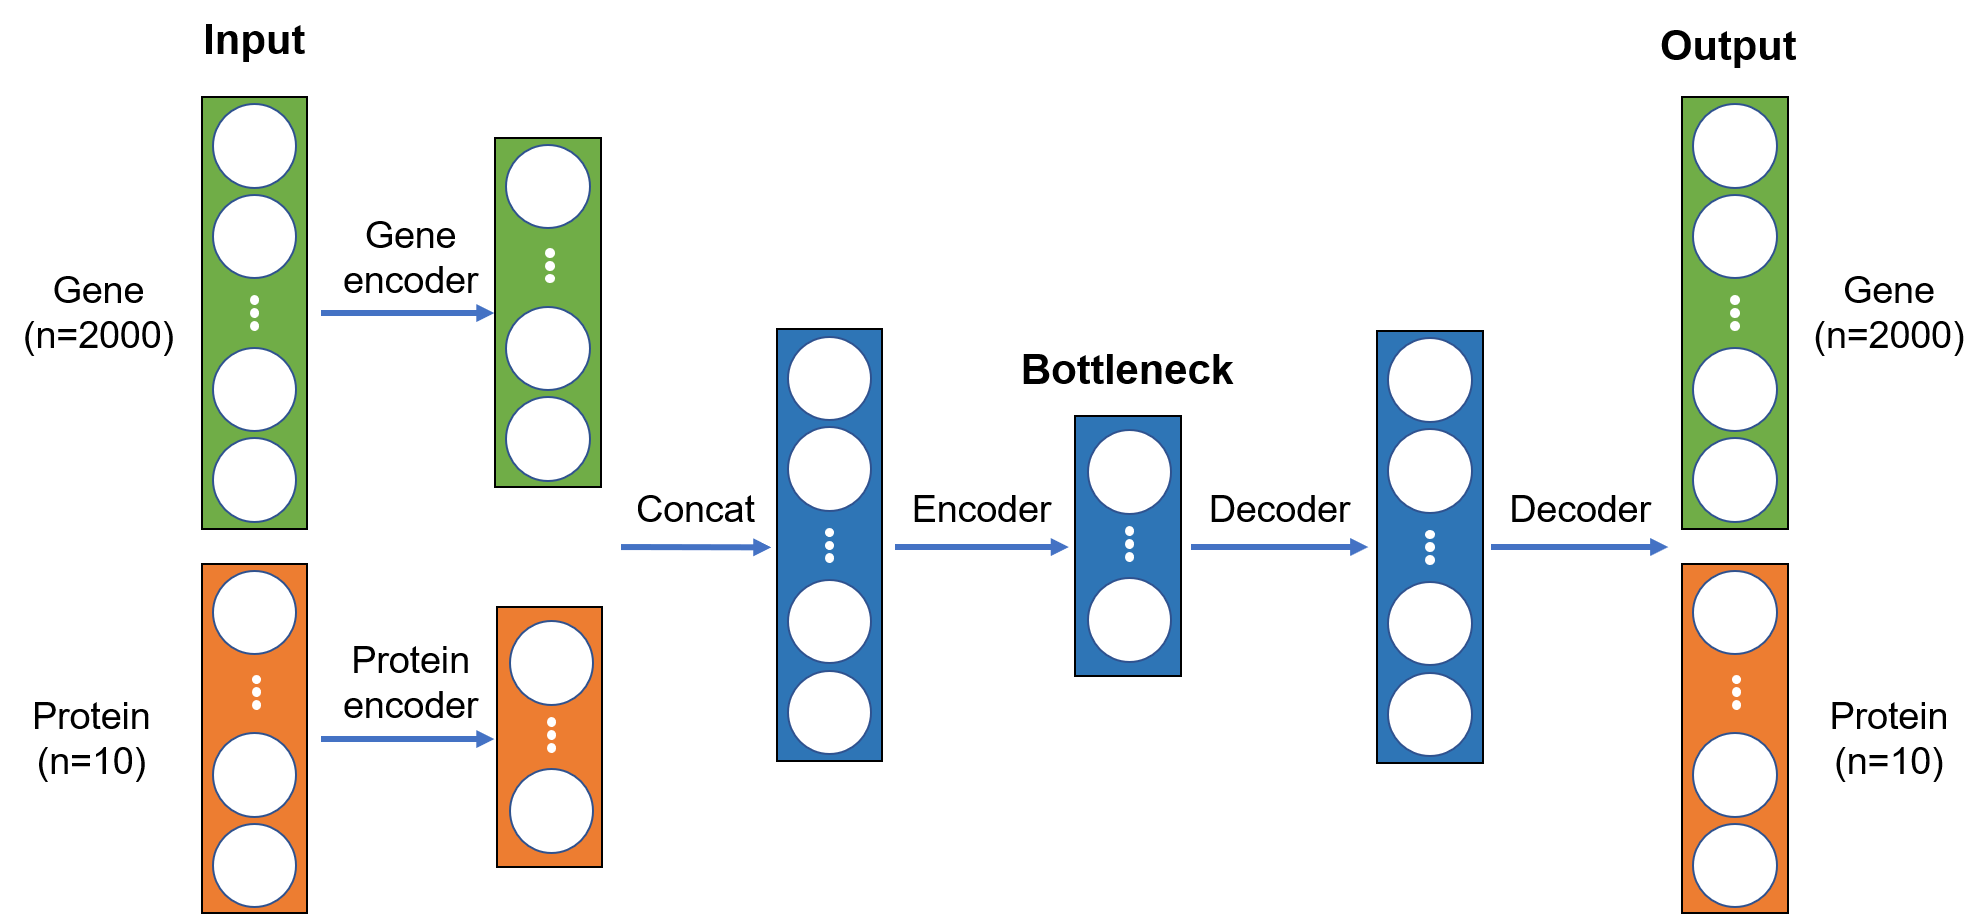 Input
Output
Gene
(n=2000)
Gene
encoder
Gene
(n=2000)
Bottleneck
Concat
Encoder
Decoder
Decoder
Protein
(n=10)
Protein
encoder
Protein
(n=10)